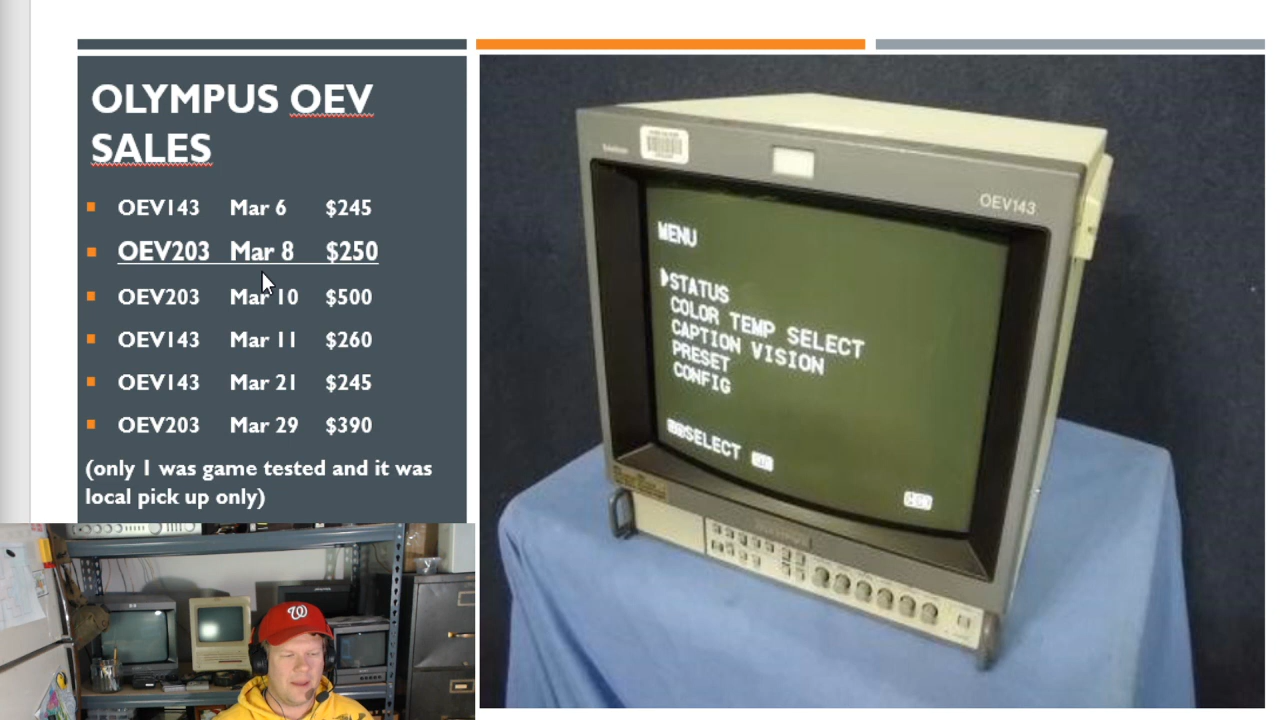 OLYMPUS OEV
SALES
OEV143 Mar 6 $245
OEV203 Mar 8 $250
OEV203 Mar 10 $500
OEV143 Mar 11 $260
OEV143 Mar 21 $245
OEV203 Mar 29 $390
(only 1 was game tested and it was
local pick up only)
OEV143
MENU
STATUS
COLOR TEMP SELECT
CAPTION VISION
PRESET
CONFIG
SELECT
W